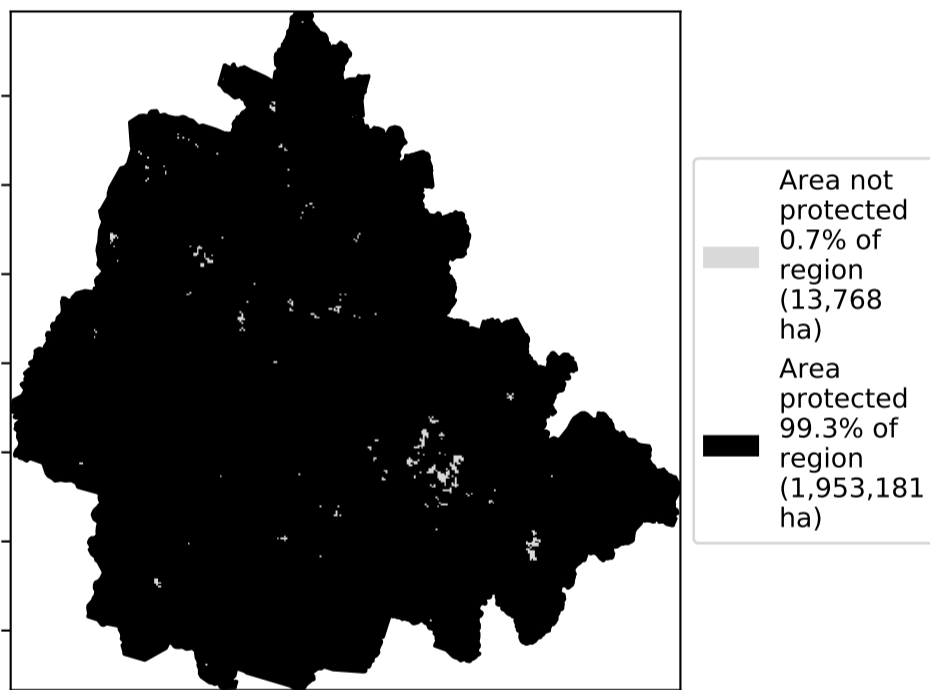 Area not
protected
0.7% of
region
(13,768
ha)
Area
protected
99.3% of
region
(1,953,181
ha)